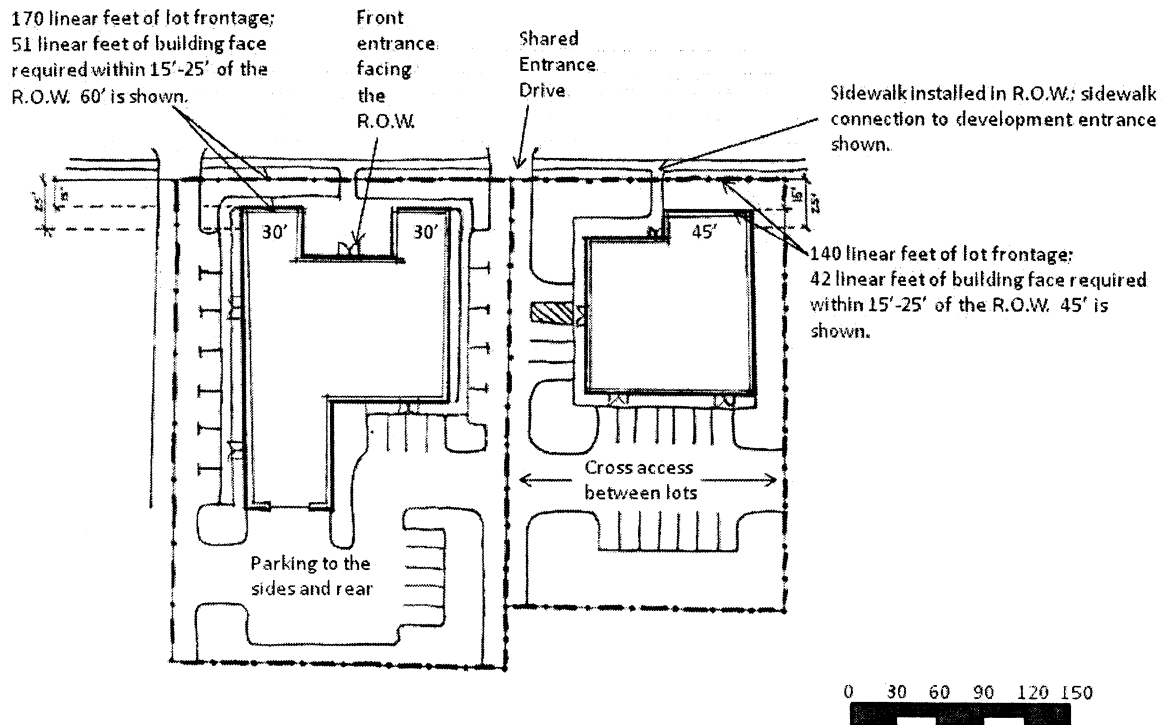 170 linear feet of lot frontage;
51 linear feet of building face
required within 15'-25' of the
R.O.W. 60' is shown.
Front
entrance
facing
the
R.O.W.
Shared
Entrance
Drive
Sidewalk installed in R.O.W.; sidewalk
connection to development entrance
shown.
25'
15'
15'
25'
30'
30'
45'
140 linear feet of lot frontage;
42 linear feet of building face required
within 15'-25' of the R.O.W. 45' is
shown.
Cross access
between lots
Parking to the
sides and rear
0 30 60 90 120 150